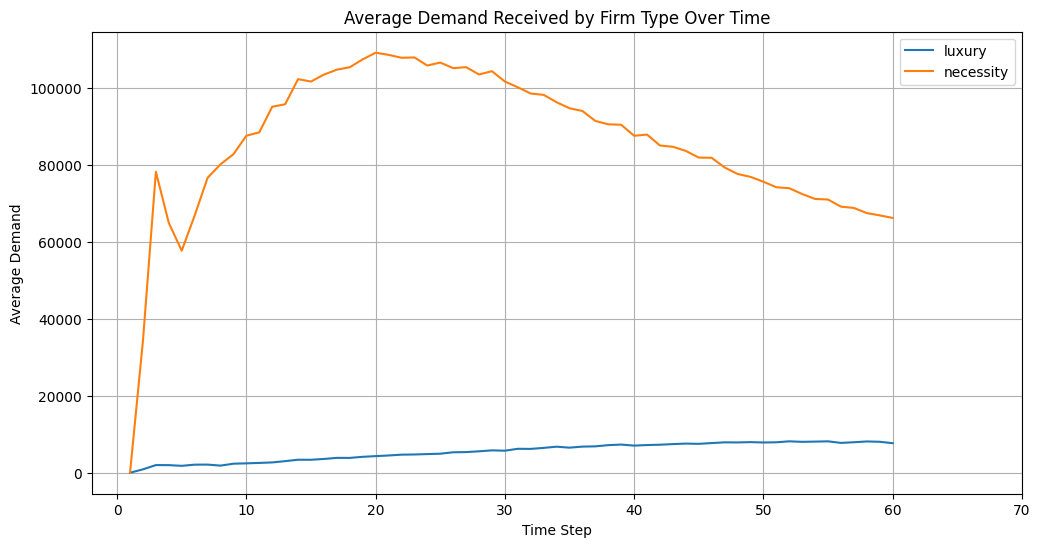 Average Demand Received by Firm Type Over Time
luxury
necessity
Average Demand
100000
80000
60000
40000
20000
0
0 10 20 30 40 50 60 70
Time Step